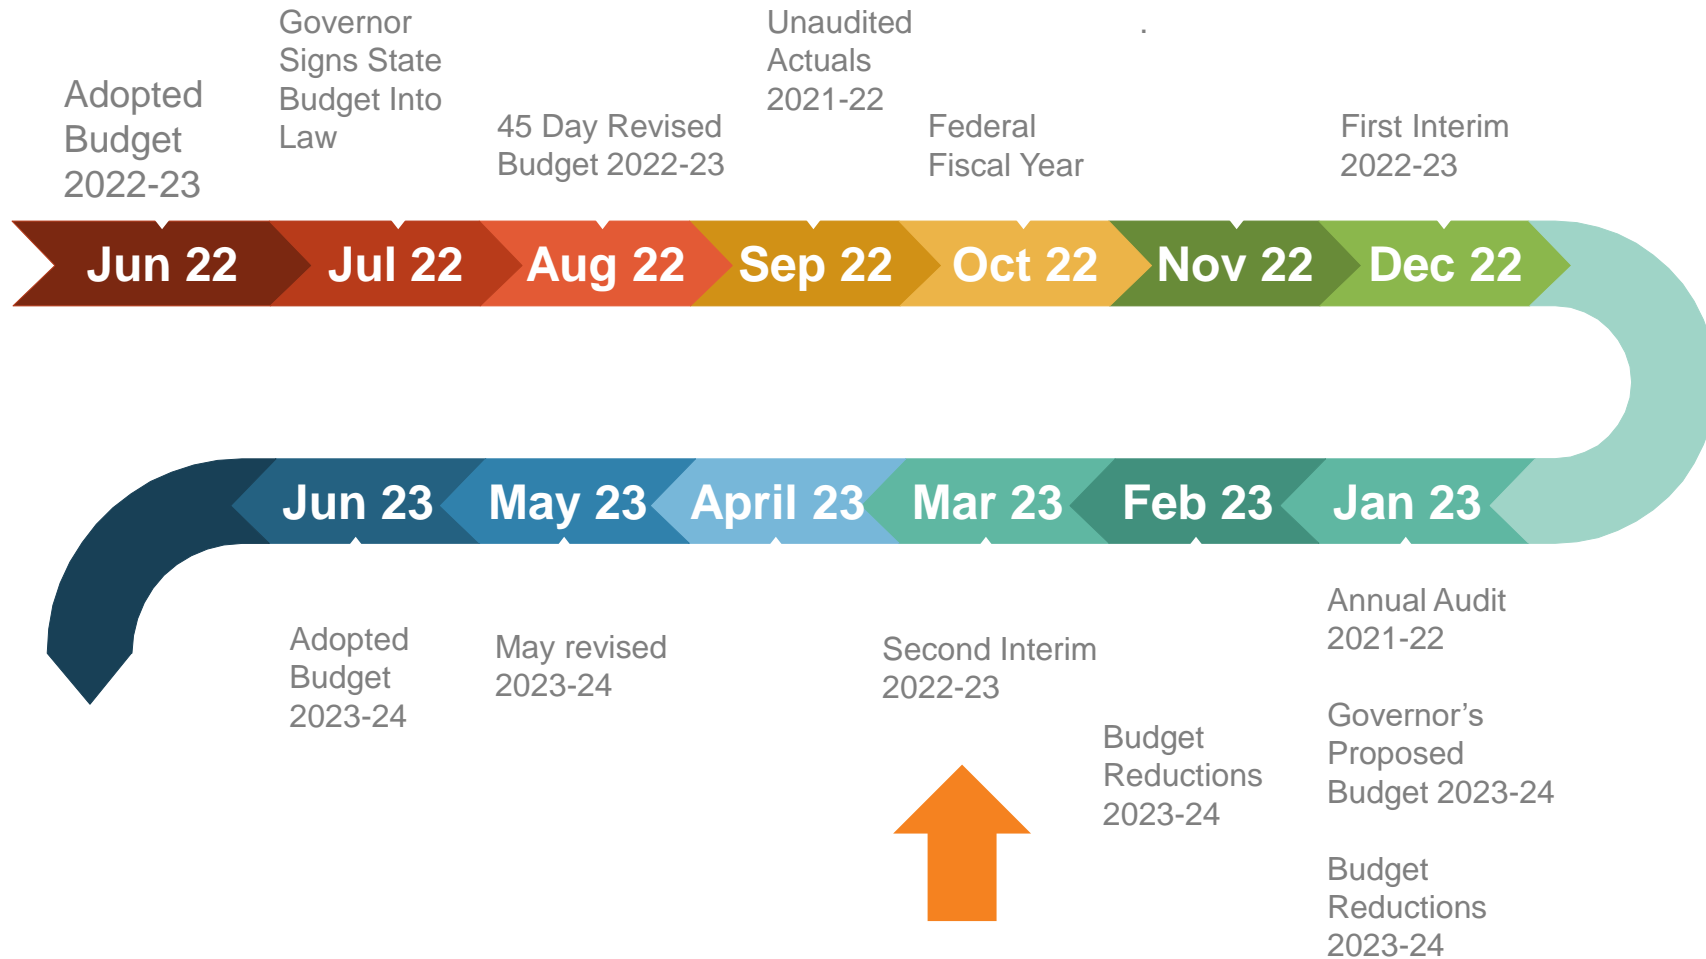 Adopted
Budget
2022-23
Governor
Signs State
Budget Into
Law
45 Day Revised
Budget 2022-23
Unaudited
Actuals
2021-22
Federal
Fiscal Year
.
First Interim
2022-23
Jun 22
Jul 22
Aug 22
Sep 22
Oct 22
Nov 22
Dec 22
Jun 23
May 23
April 23
Mar 23
Feb 23
Jan 23
Adopted
Budget
2023-24
May revised
2023-24
Second Interim
2022-23
Budget
Reductions
2023-24
Annual Audit
2021-22
Governor’s
Proposed
Budget 2023-24
Budget
Reductions
2023-24